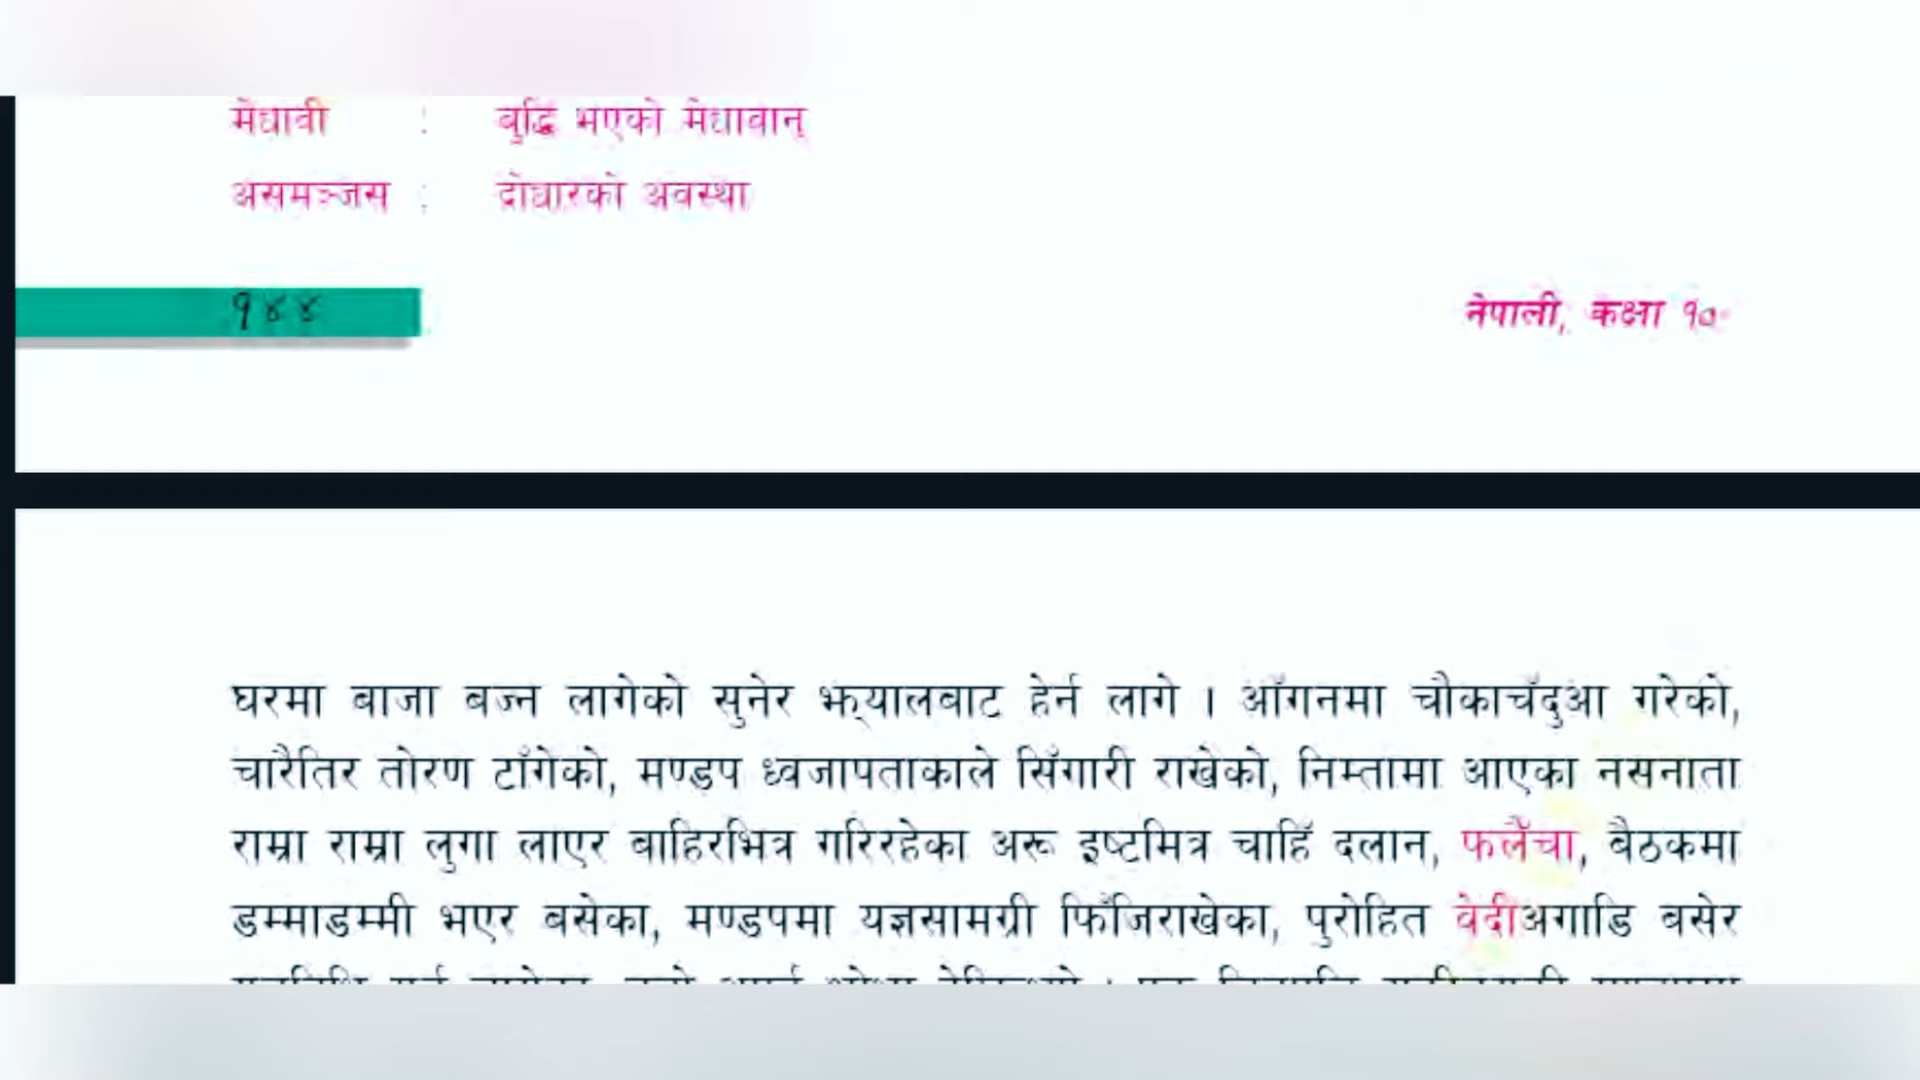 मेधावी : बुद्धि भएको मेधावान्
असमञ्जस : दोधारको अवस्था
१४४
नेपाली, कक्षा १०
घरमा बाजा बज्न लागेको सुनेर झ्यालबाट हेर्न लागे । आँगनमा चौकाचँदुआ गरेको,
चारैतिर तोरण टाँगेको, मण्डप ध्वजापताकाले सिँगारी राखेको, निम्तामा आएका नसनाता
राम्रा राम्रा लुगा लाएर बाहिरभित्र गरिरहेका अरू इष्टमित्र चाहिँ दलान, फलैँचा, बैठकमा
डम्माडम्मी भएर बसेका, मण्डपमा यज्ञसामग्री फिँजिराखेका, पुरोहित वेदीअगाडि बसेर